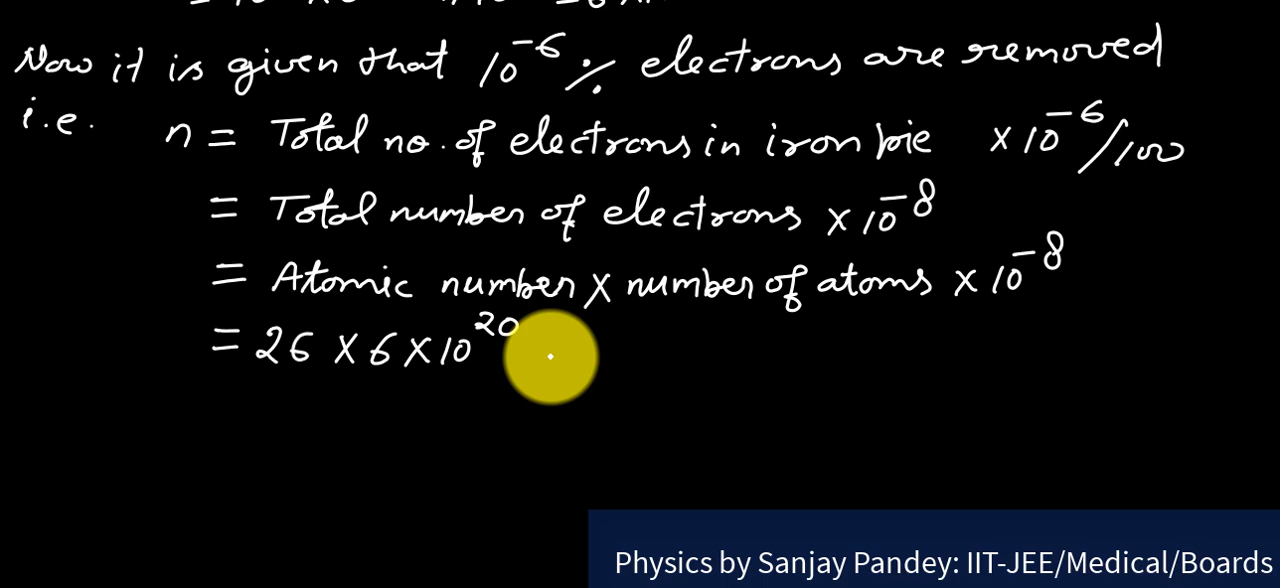 Now it is given that 10⁻⁶ % electrons are removed
i.e. n = Total no. of electrons in iron pie × 10⁻⁶/100
= Total number of electrons × 10⁻⁸
= Atomic number × number of atoms × 10⁻⁸
= 26 × 6 × 10²⁰
Physics by Sanjay Pandey: IIT-JEE/Medical/Boards